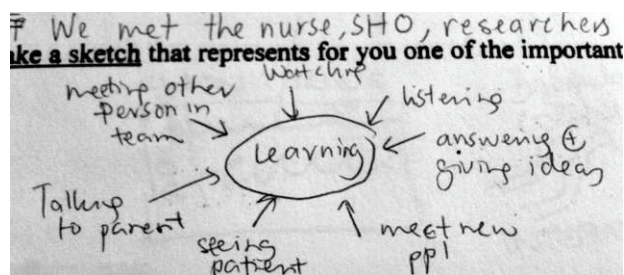 We met the nurse, SHO, researchers
ke a sketch that represents for you one of the important
watching
meeting other
person in
team
listening
Learning
answering +
giving ideas
Talking
to parent
seeing
patient
meet new
ppl